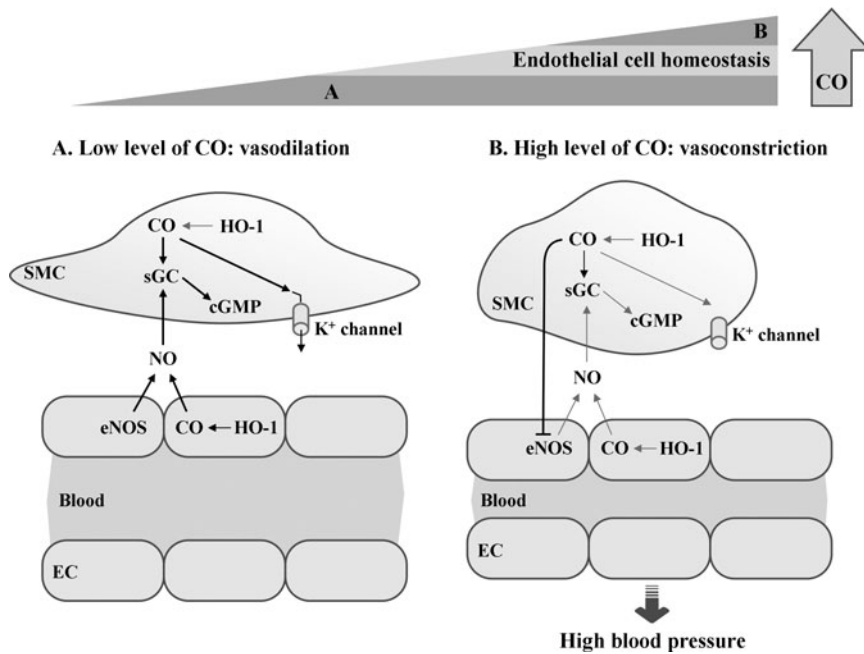 B
Endothelial cell homeostasis
A
CO
A. Low level of CO: vasodilation
CO
HO-1
SMC
sGC
cGMP
K+ channel
NO
eNOS
CO
HO-1
Blood
EC
B. High level of CO: vasoconstriction
CO
HO-1
SMC
sGC
cGMP
K+ channel
NO
eNOS
CO
HO-1
Blood
EC
High blood pressure